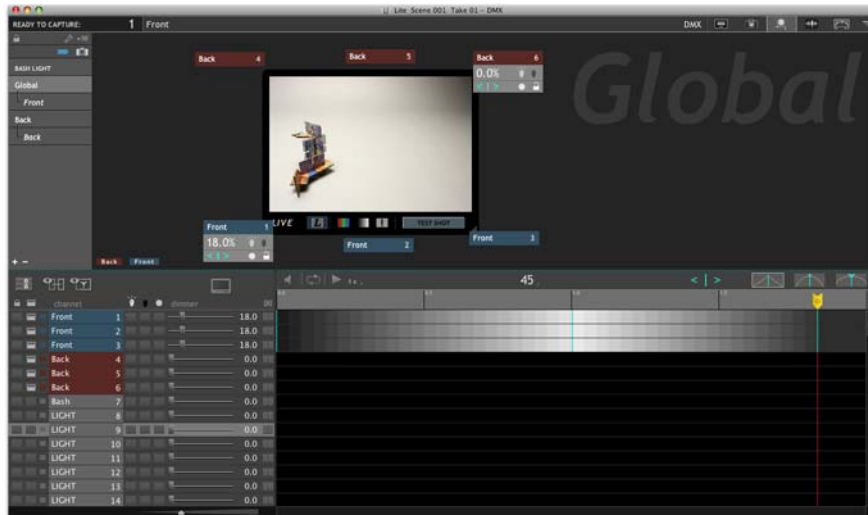 Lite Scene 001 Take 01 - DMX
READY TO CAPTURE: 1 Front DMX
+50
BASH LIGHT
Global
Front
Back
Back
Back 4
Back 5
Back 6
0.0%
< | >
Global
Front 1
18.0%
< | >
LIVE
TEST SHOT
Front 2
Front 3
+ -
Back Front
45
< | >
channel dimmer
Front 1 18.0
Front 2 18.0
Front 3 18.0
Back 4 0.0
Back 5 0.0
Back 6 0.0
Bash 7 0.0
LIGHT 8 0.0
LIGHT 9 0.0
LIGHT 10 0.0
LIGHT 11 0.0
LIGHT 12 0.0
LIGHT 13 0.0
LIGHT 14 0.0